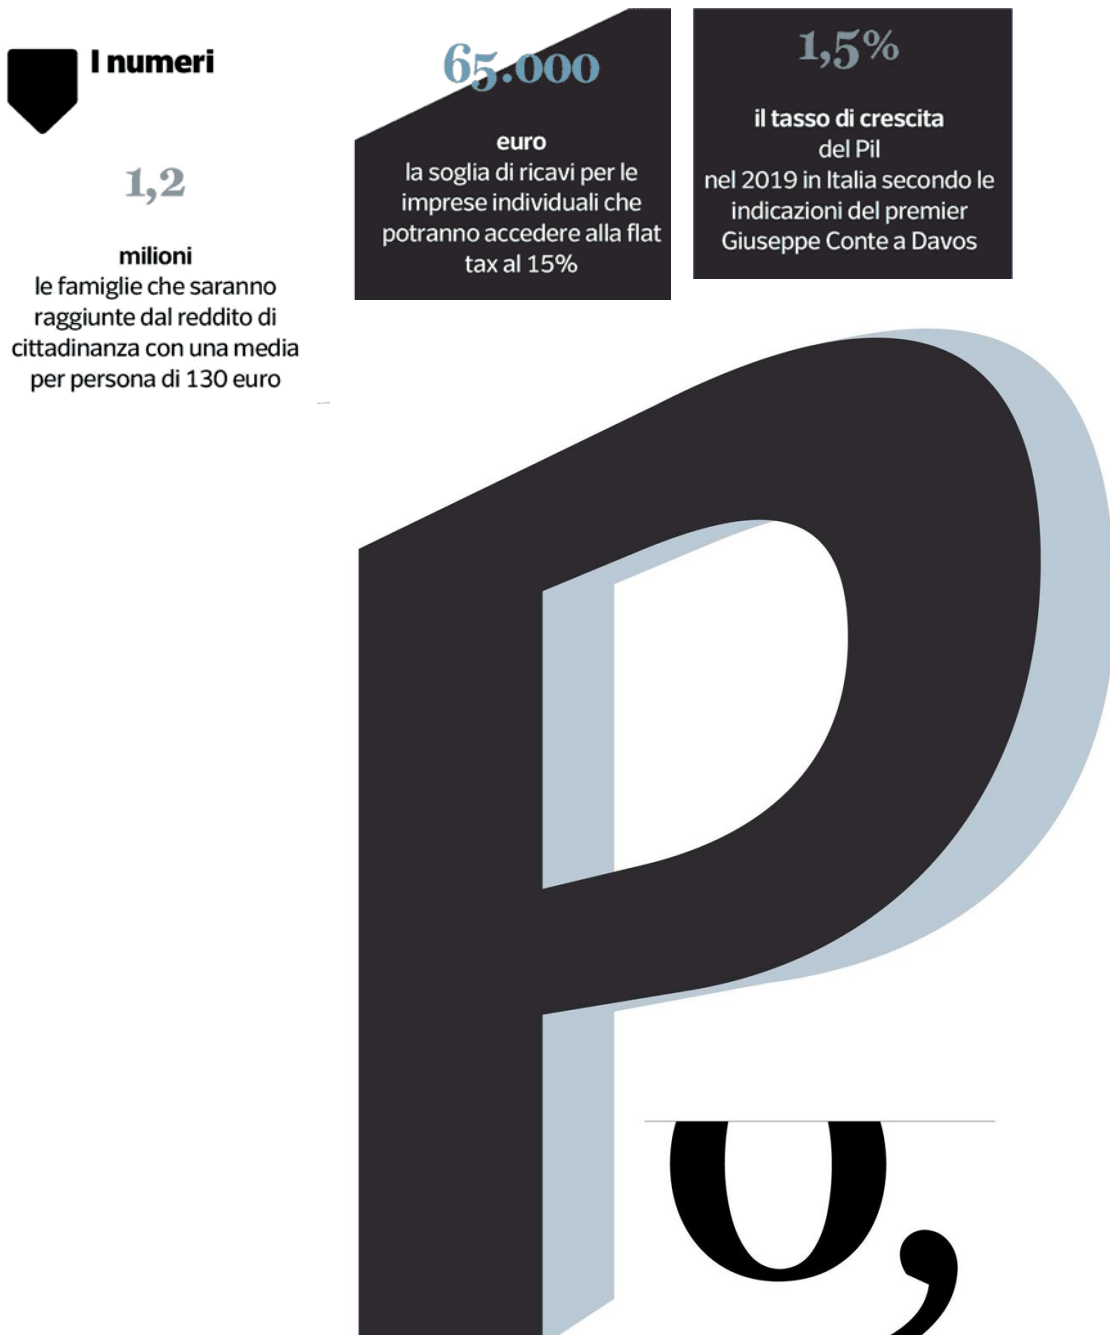 I numeri
1,2
milioni
le famiglie che saranno
raggiunte dal reddito di
cittadinanza con una media
per persona di 130 euro
65.000
euro
la soglia di ricavi per le
imprese individuali che
potranno accedere alla flat
tax al 15%
1,5%
il tasso di crescita
del Pil
nel 2019 in Italia secondo le
indicazioni del premier
Giuseppe Conte a Davos
P
0,